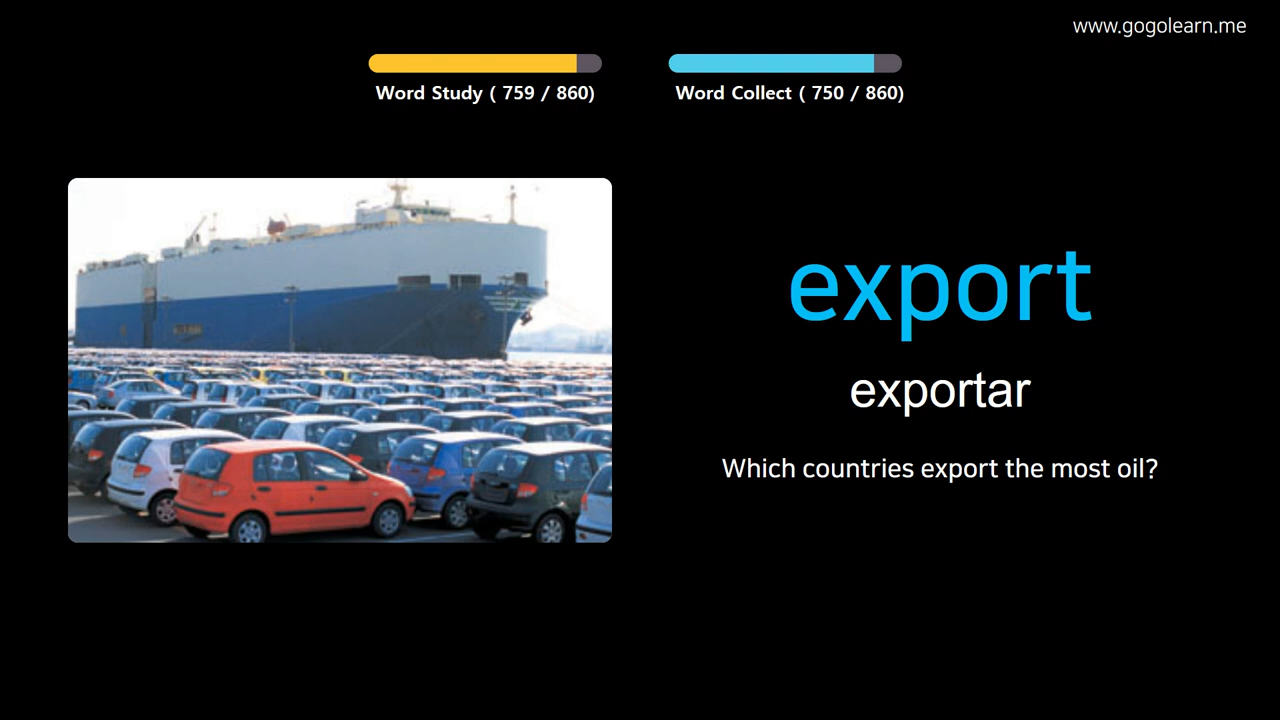 www.gogolearn.me
Word Study ( 759 / 860)
Word Collect ( 750 / 860)
export
exportar
Which countries export the most oil?